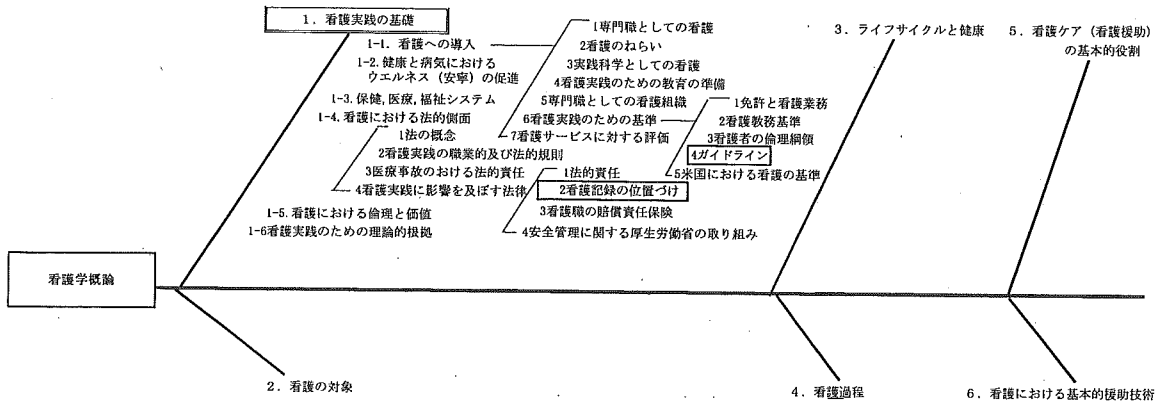 1．看護実践の基礎
1-1．看護への導入
1-2．健康と病気における
ウエルネス（安寧）の促進
1-3．保健，医療，福祉システム
1-4．看護における法的側面
1法の概念
2看護実践の職業的及び法的規則
3医療事故のおける法的責任
4看護実践に影響を及ぼす法律
1-5．看護における倫理と価値
1-6看護実践のための理論的根拠
1専門職としての看護
2看護のねらい
3実践科学としての看護
4看護実践のための教育の準備
5専門職としての看護組織
6看護実践のための基準
7看護サービスに対する評価
1免許と看護業務
2看護教務基準
3看護者の倫理綱領
4ガイドライン
5米国における看護の基準
1法的責任
2看護記録の位置づけ
3看護職の賠償責任保険
4安全管理に関する厚生労働省の取り組み
3．ライフサイクルと健康
5．看護ケア（看護援助）
の基本的役割
看護学概論
2．看護の対象
4．看護過程
6．看護における基本的援助技術